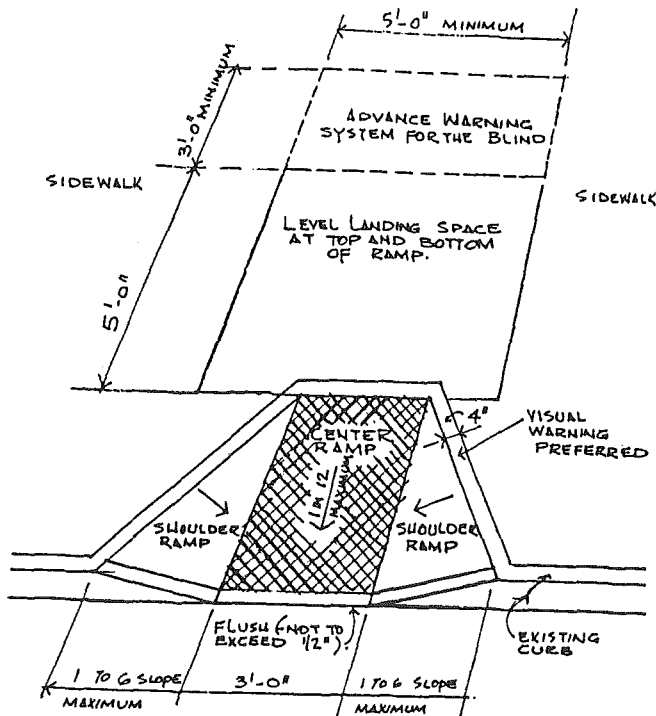 5'-0" MINIMUM
3'-0" MINIMUM
ADVANCE WARNING
SYSTEM FOR THE BLIND
SIDEWALK
SIDEWALK
LEVEL LANDING SPACE
AT TOP AND BOTTOM
OF RAMP.
5'-0"
4"
VISUAL
WARNING
PREFERRED
CENTER
RAMP
1 IN 12
MAXIMUM
SHOULDER
RAMP
SHOULDER
RAMP
FLUSH (NOT TO
EXCEED 1/2")
EXISTING
CURB
1 TO 6 SLOPE
MAXIMUM
3'-0"
1 TO 6 SLOPE
MAXIMUM